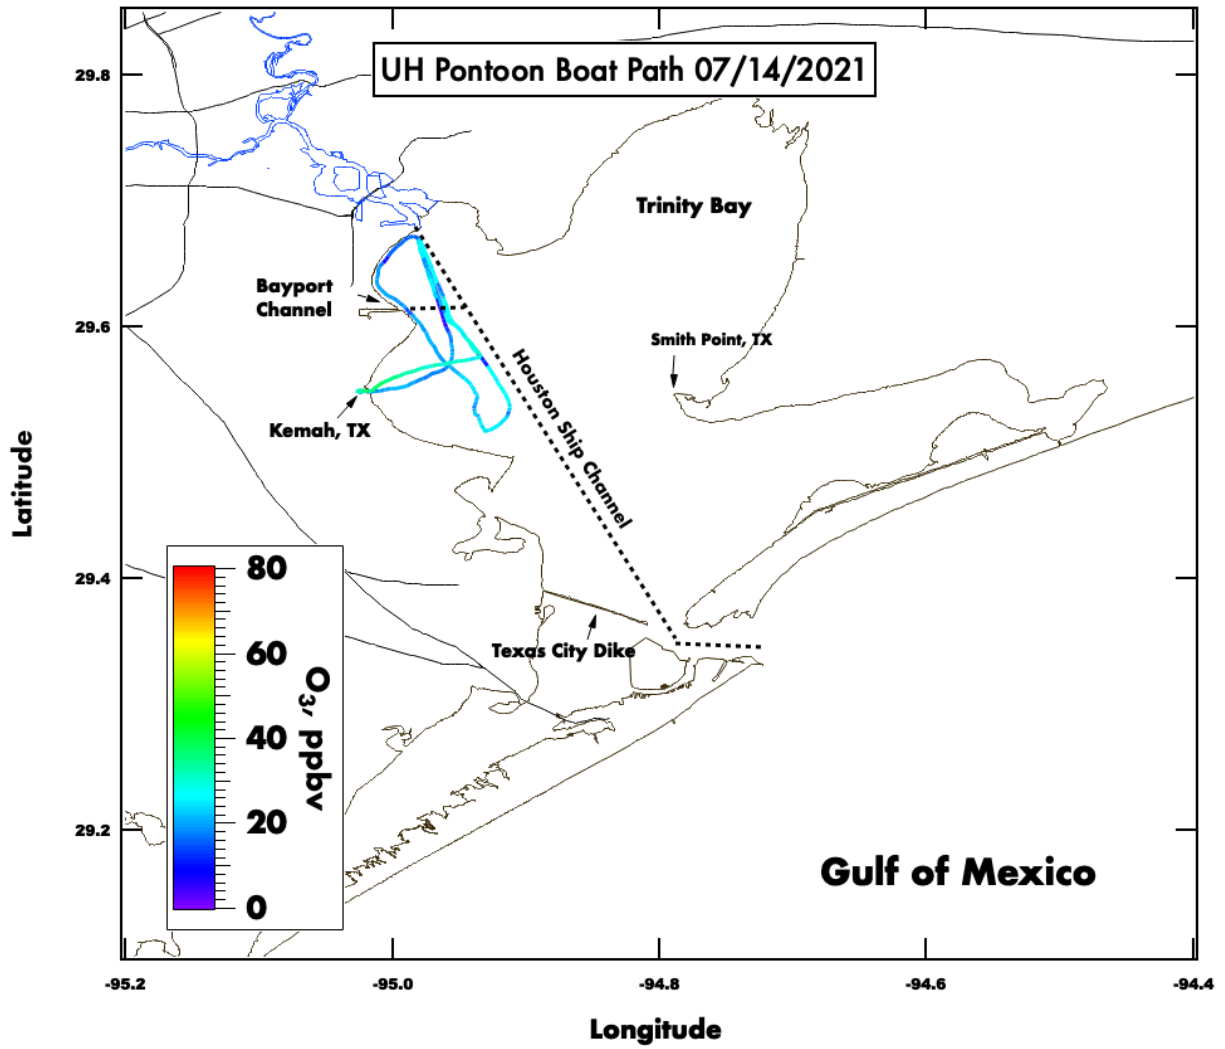 UH Pontoon Boat Path 07/14/2021
29.8
29.6
29.4
29.2
Latitude
Trinity Bay
Bayport
Channel
Smith Point, TX
Kemah, TX
Houston Ship Channel
Texas City Dike
Gulf of Mexico
80
60
40
20
0
O3, ppbv
-95.2
-95.0
-94.8
-94.6
-94.4
Longitude